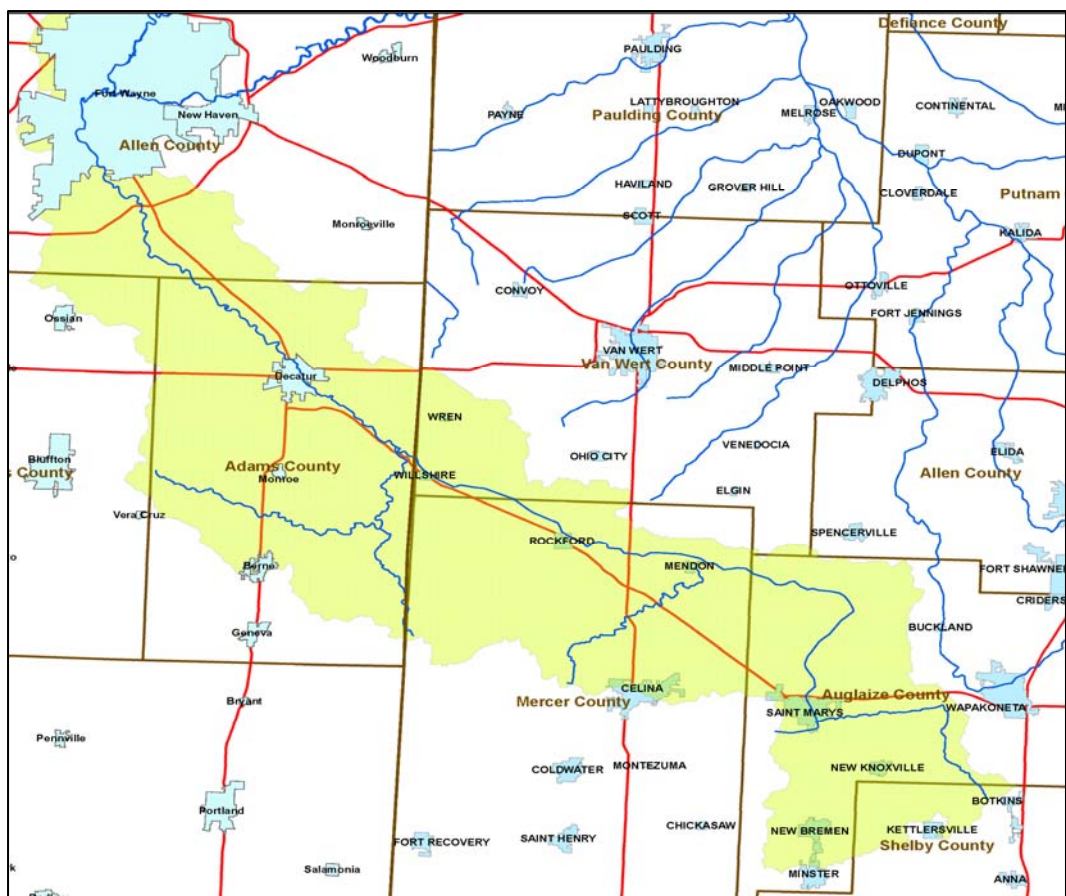 Defiance County
PAULDING
Woodburn
Fort Wayne
LATTYBROUGHTON
OAKWOOD
CONTINENTAL
PAYNE
New Haven
Paulding County
MELROSE
Allen County
DUPONT
HAVILAND
GROVER HILL
CLOVERDALE
Putnam
SCOTT
Monroeville
KALIDA
CONVOY
OTTOVILLE
Ossian
FORT JENNINGS
VAN WERT
Van Wert County
MIDDLE POINT
Decatur
DELPHOS
WREN
VENEDOCIA
OHIO CITY
ELIDA
Bluffton
Adams County
Allen County
s County
Monroe
WILLSHIRE
ELGIN
Vera Cruz
SPENCERVILLE
ROCKFORD
Berne
MENDON
FORT SHAWNE
CRIDERS
BUCKLAND
Geneva
CELINA
Auglaize County
Bryant
Mercer County
SAINT MARYS
WAPAKONETA
Pennville
COLDWATER
MONTEZUMA
NEW KNOXVILLE
BOTKINS
Portland
CHICKASAW
NEW BREMEN
KETTLERSVILLE
FORT RECOVERY
SAINT HENRY
Shelby County
Salamonia
MINSTER
ANNA